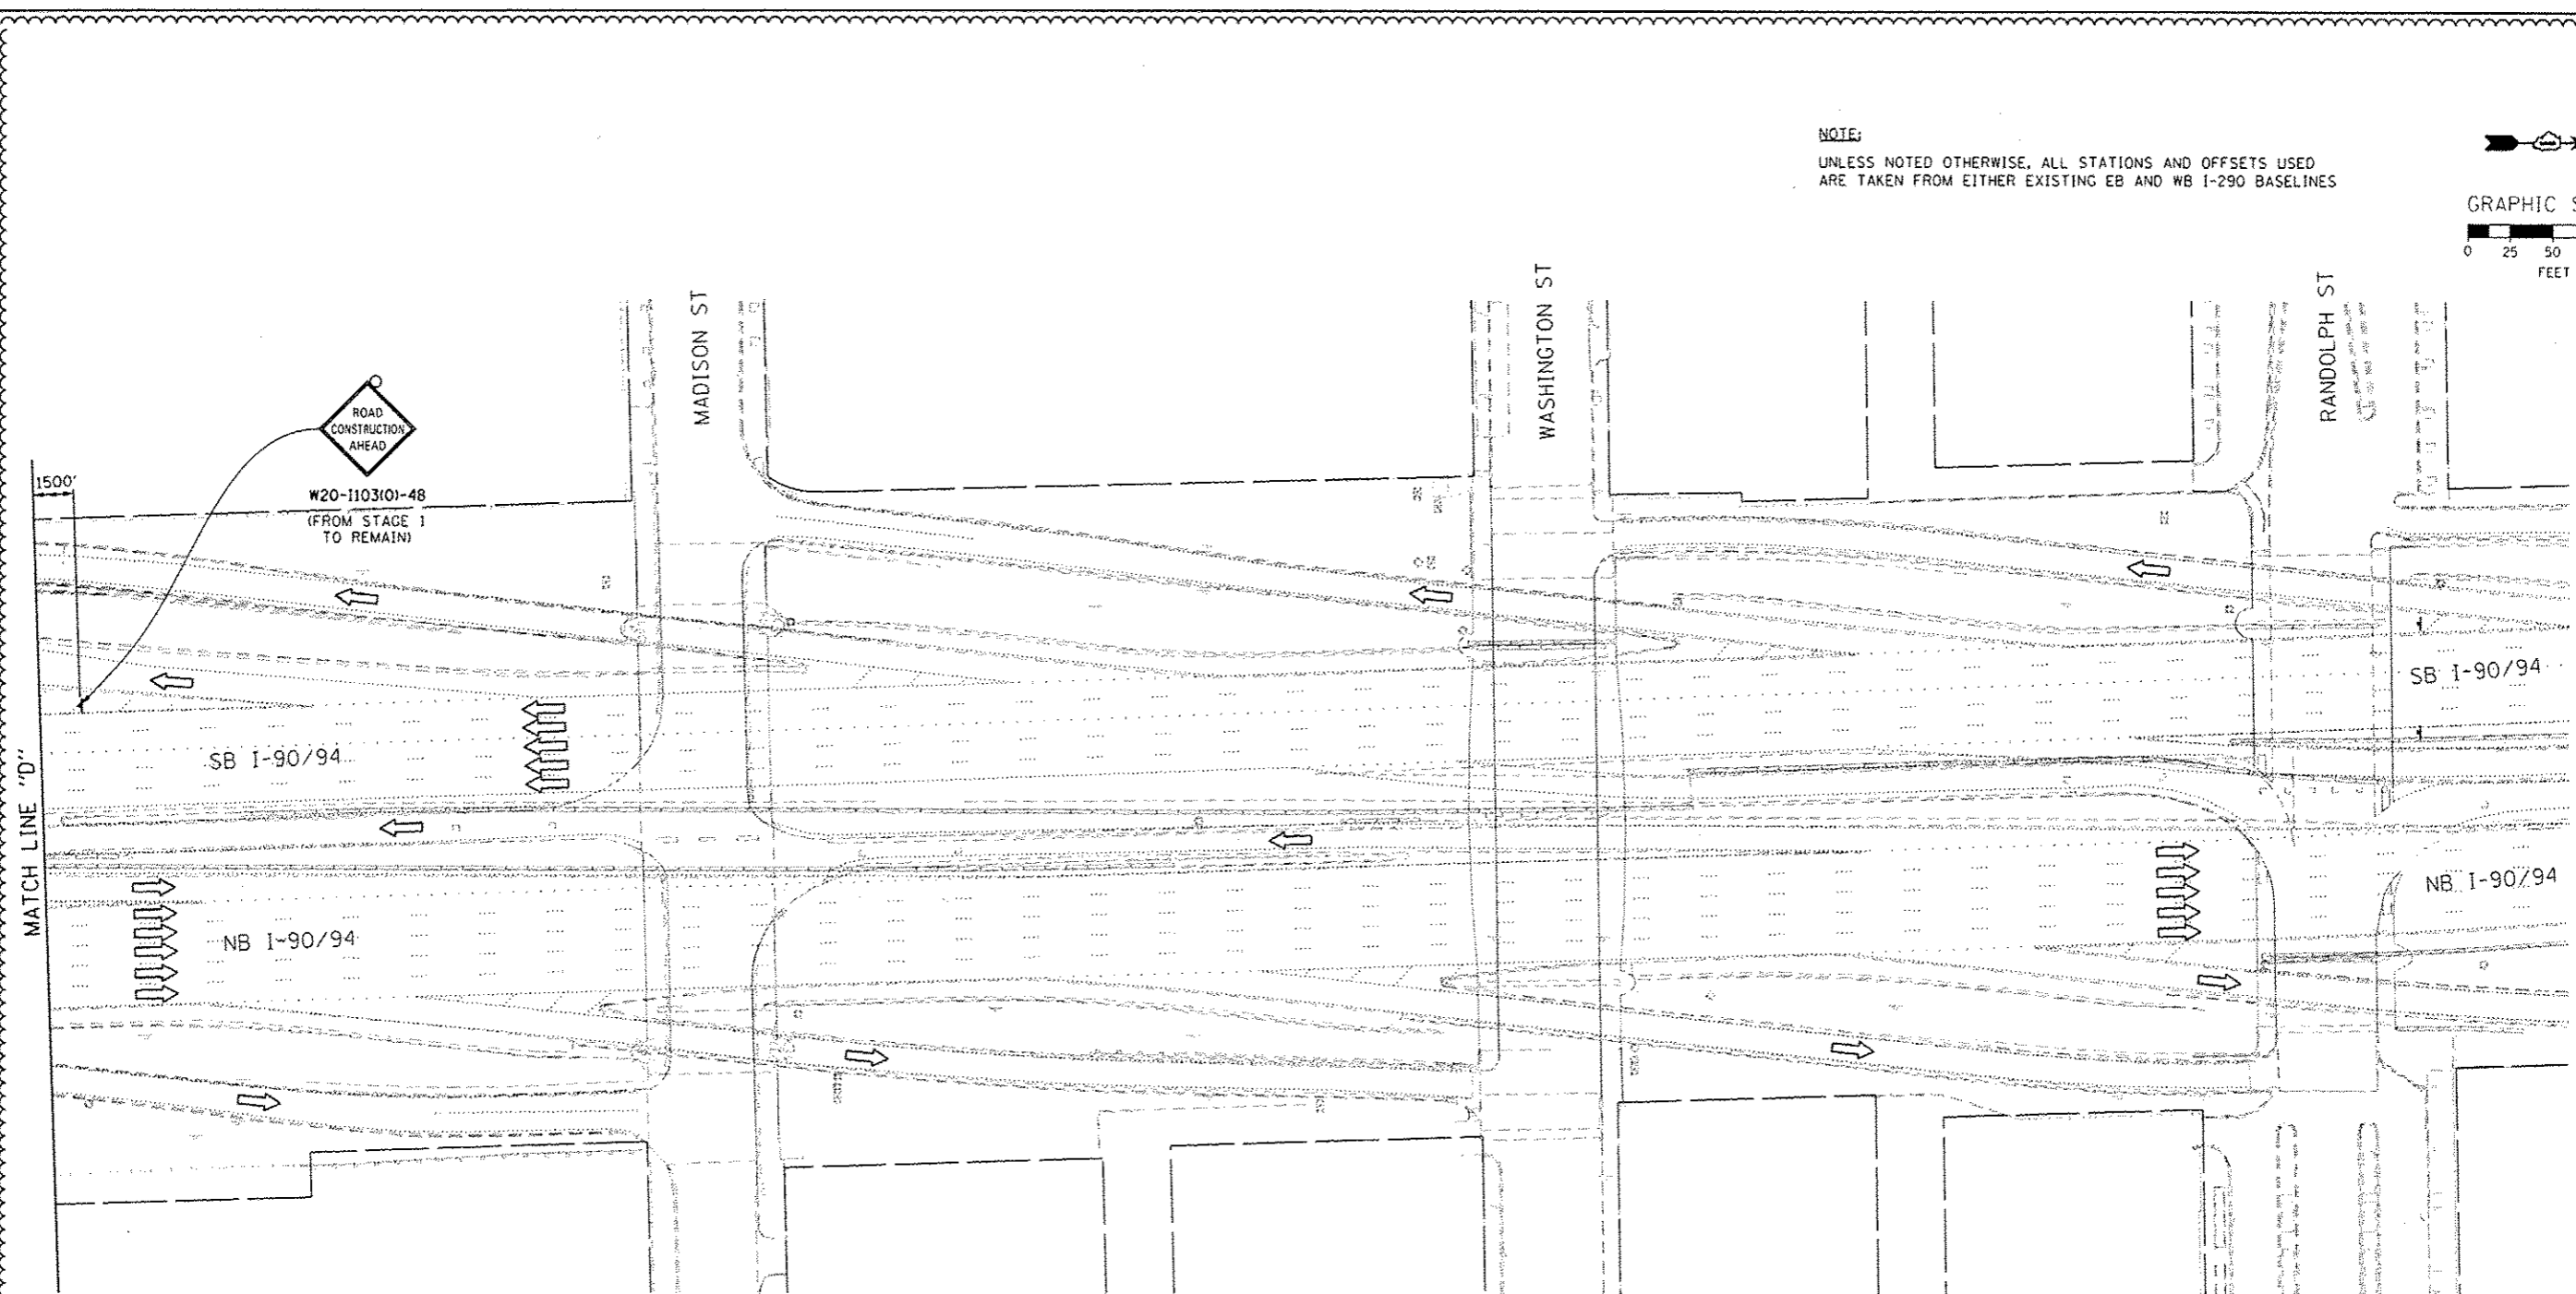 NOTE:
UNLESS NOTED OTHERWISE, ALL STATIONS AND OFFSETS USED
ARE TAKEN FROM EITHER EXISTING EB AND WB I-290 BASELINES
GRAPHIC S
0 25 50
FEET
MADISON ST
WASHINGTON ST
RANDOLPH ST
ROAD
CONSTRUCTION
AHEAD
W20-I103(0)-48
(FROM STAGE 1
TO REMAIN)
1500'
MATCH LINE "D"
SB I-90/94
SB I-90/94
NB I-90/94
NB I-90/94